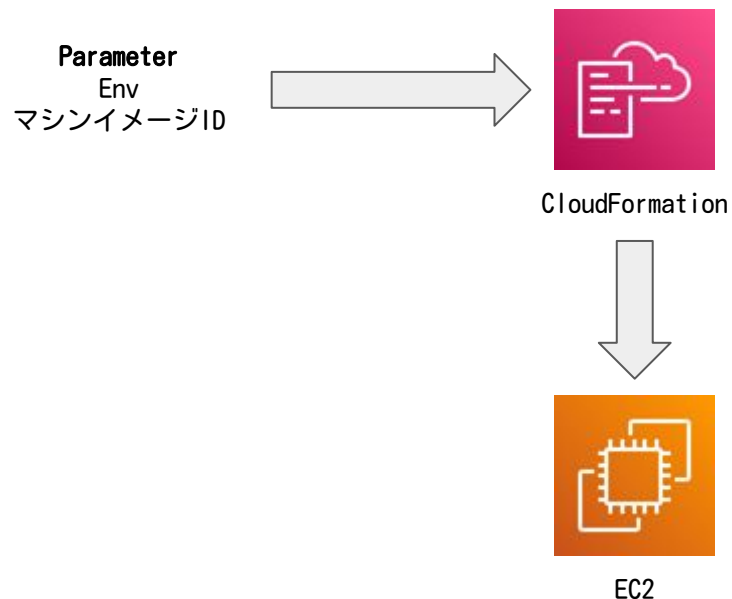 Parameter
Env
マシンイメージID
CloudFormation
EC2